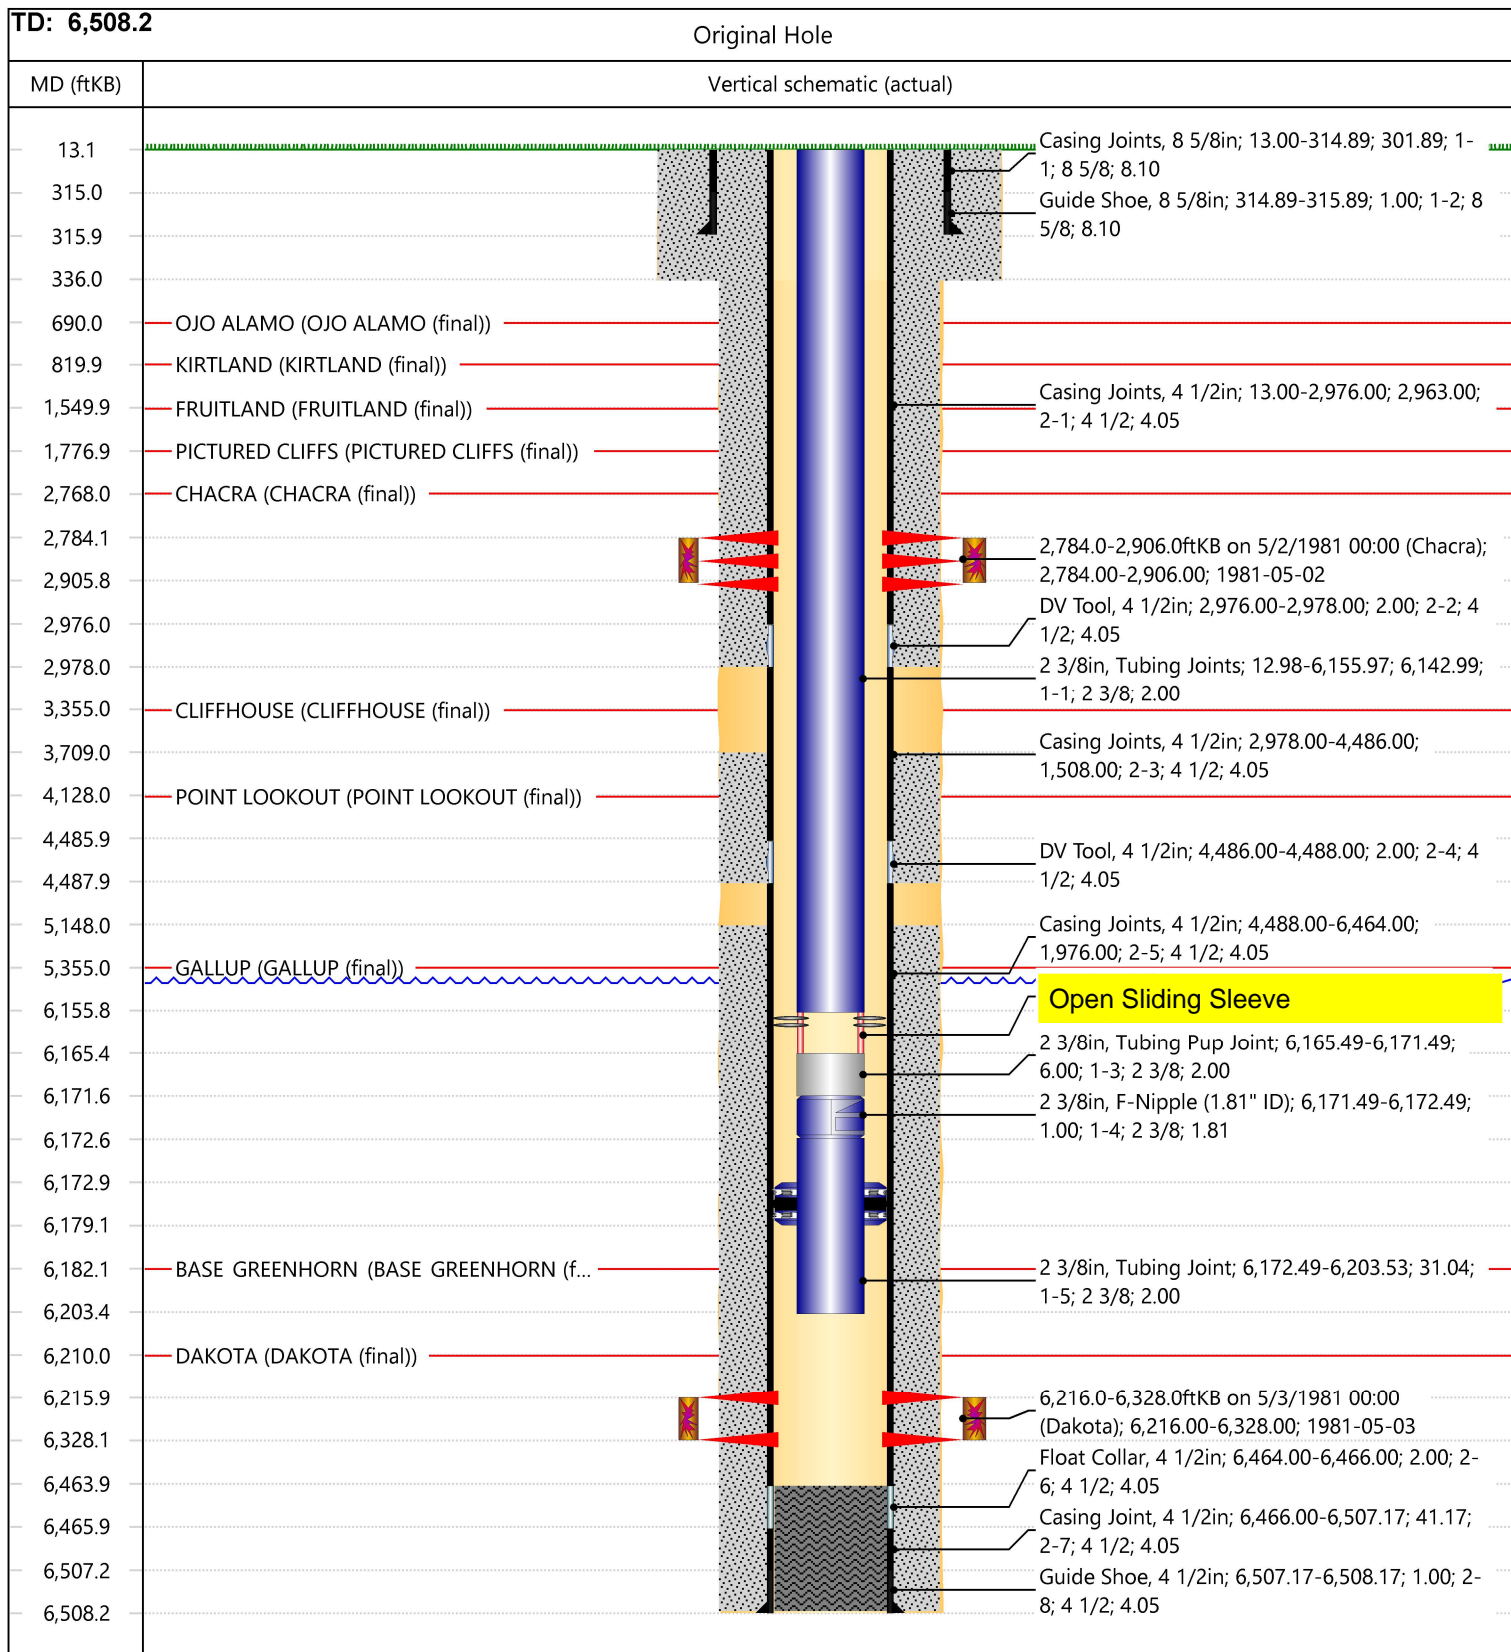 TD: 6,508.2
Original Hole
MD (ftKB)
Vertical schematic (actual)
13.1
315.0
315.9
336.0
690.0
819.9
1,549.9
1,776.9
2,768.0
2,784.1
2,905.8
2,976.0
2,978.0
3,355.0
3,709.0
4,128.0
4,485.9
4,487.9
5,148.0
5,355.0
6,155.8
6,165.4
6,171.6
6,172.6
6,172.9
6,179.1
6,182.1
6,203.4
6,210.0
6,215.9
6,328.1
6,463.9
6,465.9
6,507.2
6,508.2
OJO ALAMO (OJO ALAMO (final))
KIRTLAND (KIRTLAND (final))
FRUITLAND (FRUITLAND (final))
PICTURED CLIFFS (PICTURED CLIFFS (final))
CHACRA (CHACRA (final))
CLIFFHOUSE (CLIFFHOUSE (final))
POINT LOOKOUT (POINT LOOKOUT (final))
GALLUP (GALLUP (final))
BASE GREENHORN (BASE GREENHORN (f...
DAKOTA (DAKOTA (final))
Casing Joints, 8 5/8in; 13.00-314.89; 301.89; 1-
1; 8 5/8; 8.10
Guide Shoe, 8 5/8in; 314.89-315.89; 1.00; 1-2; 8
5/8; 8.10
Casing Joints, 4 1/2in; 13.00-2,976.00; 2,963.00;
2-1; 4 1/2; 4.05
2,784.0-2,906.0ftKB on 5/2/1981 00:00 (Chacra);
2,784.00-2,906.00; 1981-05-02
DV Tool, 4 1/2in; 2,976.00-2,978.00; 2.00; 2-2; 4
1/2; 4.05
2 3/8in, Tubing Joints; 12.98-6,155.97; 6,142.99;
1-1; 2 3/8; 2.00
Casing Joints, 4 1/2in; 2,978.00-4,486.00;
1,508.00; 2-3; 4 1/2; 4.05
DV Tool, 4 1/2in; 4,486.00-4,488.00; 2.00; 2-4; 4
1/2; 4.05
Casing Joints, 4 1/2in; 4,488.00-6,464.00;
1,976.00; 2-5; 4 1/2; 4.05
Open Sliding Sleeve
2 3/8in, Tubing Pup Joint; 6,165.49-6,171.49;
6.00; 1-3; 2 3/8; 2.00
2 3/8in, F-Nipple (1.81" ID); 6,171.49-6,172.49;
1.00; 1-4; 2 3/8; 1.81
2 3/8in, Tubing Joint; 6,172.49-6,203.53; 31.04;
1-5; 2 3/8; 2.00
6,216.0-6,328.0ftKB on 5/3/1981 00:00
(Dakota); 6,216.00-6,328.00; 1981-05-03
Float Collar, 4 1/2in; 6,464.00-6,466.00; 2.00; 2-
6; 4 1/2; 4.05
Casing Joint, 4 1/2in; 6,466.00-6,507.17; 41.17;
2-7; 4 1/2; 4.05
Guide Shoe, 4 1/2in; 6,507.17-6,508.17; 1.00; 2-
8; 4 1/2; 4.05